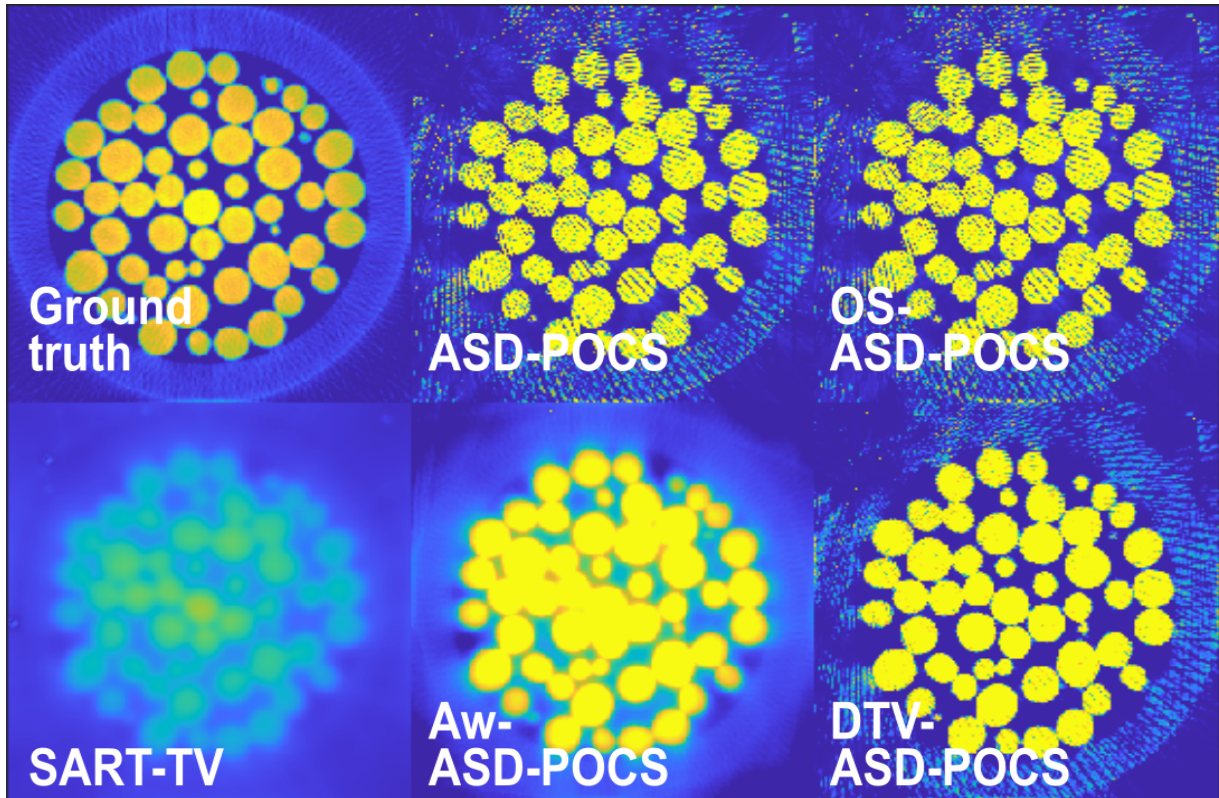 Ground
truth
ASD-POCS
OS-
ASD-POCS
SART-TV
Aw-
ASD-POCS
DTV-
ASD-POCS